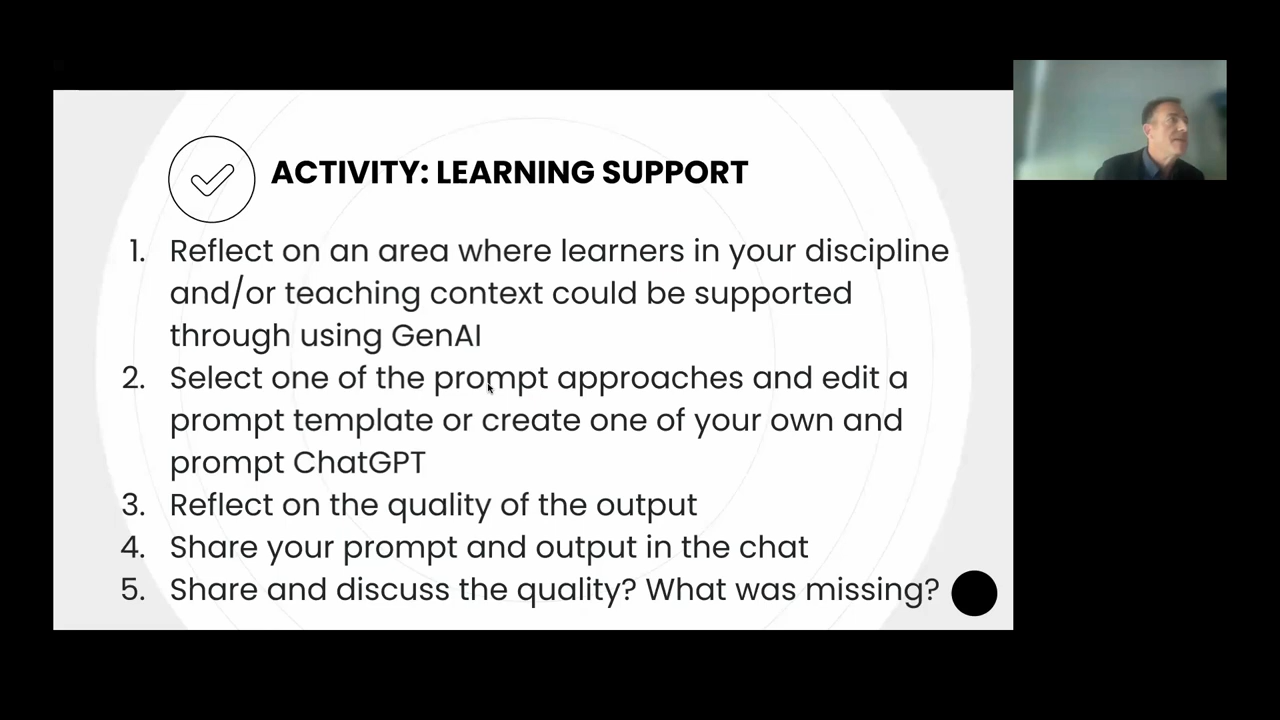 ACTIVITY: LEARNING SUPPORT
1. Reflect on an area where learners in your discipline
and/or teaching context could be supported
through using GenAI
2. Select one of the prompt approaches and edit a
prompt template or create one of your own and
prompt ChatGPT
3. Reflect on the quality of the output
4. Share your prompt and output in the chat
5. Share and discuss the quality? What was missing?